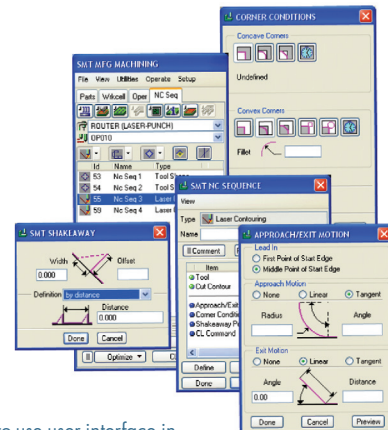 CORNER CONDITIONS
Concave Corners
Undefined
Convex Corners
Fillet
SMT MFG MACHINING
File View Utilities Operate Setup
Parts Wrkcell Oper NC Seq
ROUTER (LASER-PUNCH)
OP010
Id Name Type
53 Nc Seq 1
54 Nc Seq 2 Tool
55 Nc Seq 3 Laser
59 Nc Seq 4 Laser
Optimize
SMT NC SEQUENCE
View
Type Laser Contouring
Name
Comment
Item
Tool
Cut Contour
Approach/Exit
Corner
Shakeaway
CL Command
Define
Done
SMT SHAKEAWAY
Width Offset
0.000
Definition by distance
Distance
0.000
Done Cancel
APPROACH/EXIT MOTION
Lead In
First Point of Start Edge
Middle Point of Start Edge
Approach Motion
None Linear Tangent
Radius Angle
Exit Motion
None Linear Tangent
Angle Distance
0.00
Done Cancel Preview
use user interface in